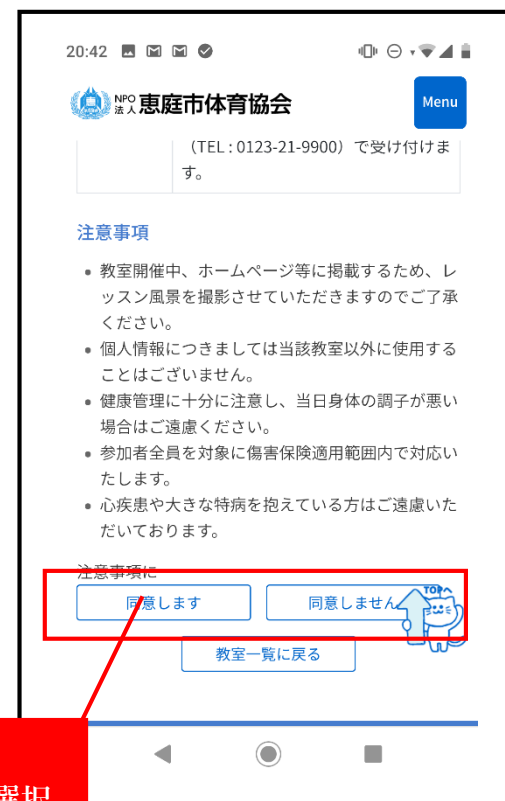 20:42
NPO法人 恵庭市体育協会
Menu
（TEL : 0123-21-9900）で受け付けま
す。
注意事項
• 教室開催中、ホームページ等に掲載するため、レ
ッスン風景を撮影させていただきますのでご了承
ください。
• 個人情報につきましては当該教室以外に使用する
ことはございません。
• 健康管理に十分に注意し、当日身体の調子が悪い
場合はご遠慮ください。
• 参加者全員を対象に傷害保険適用範囲内で対応い
たします。
• 心疾患や大きな特病を抱えている方はご遠慮いた
だいております。
注意事項に
同意します
同意しません
TOPへ
教室一覧に戻る
選択